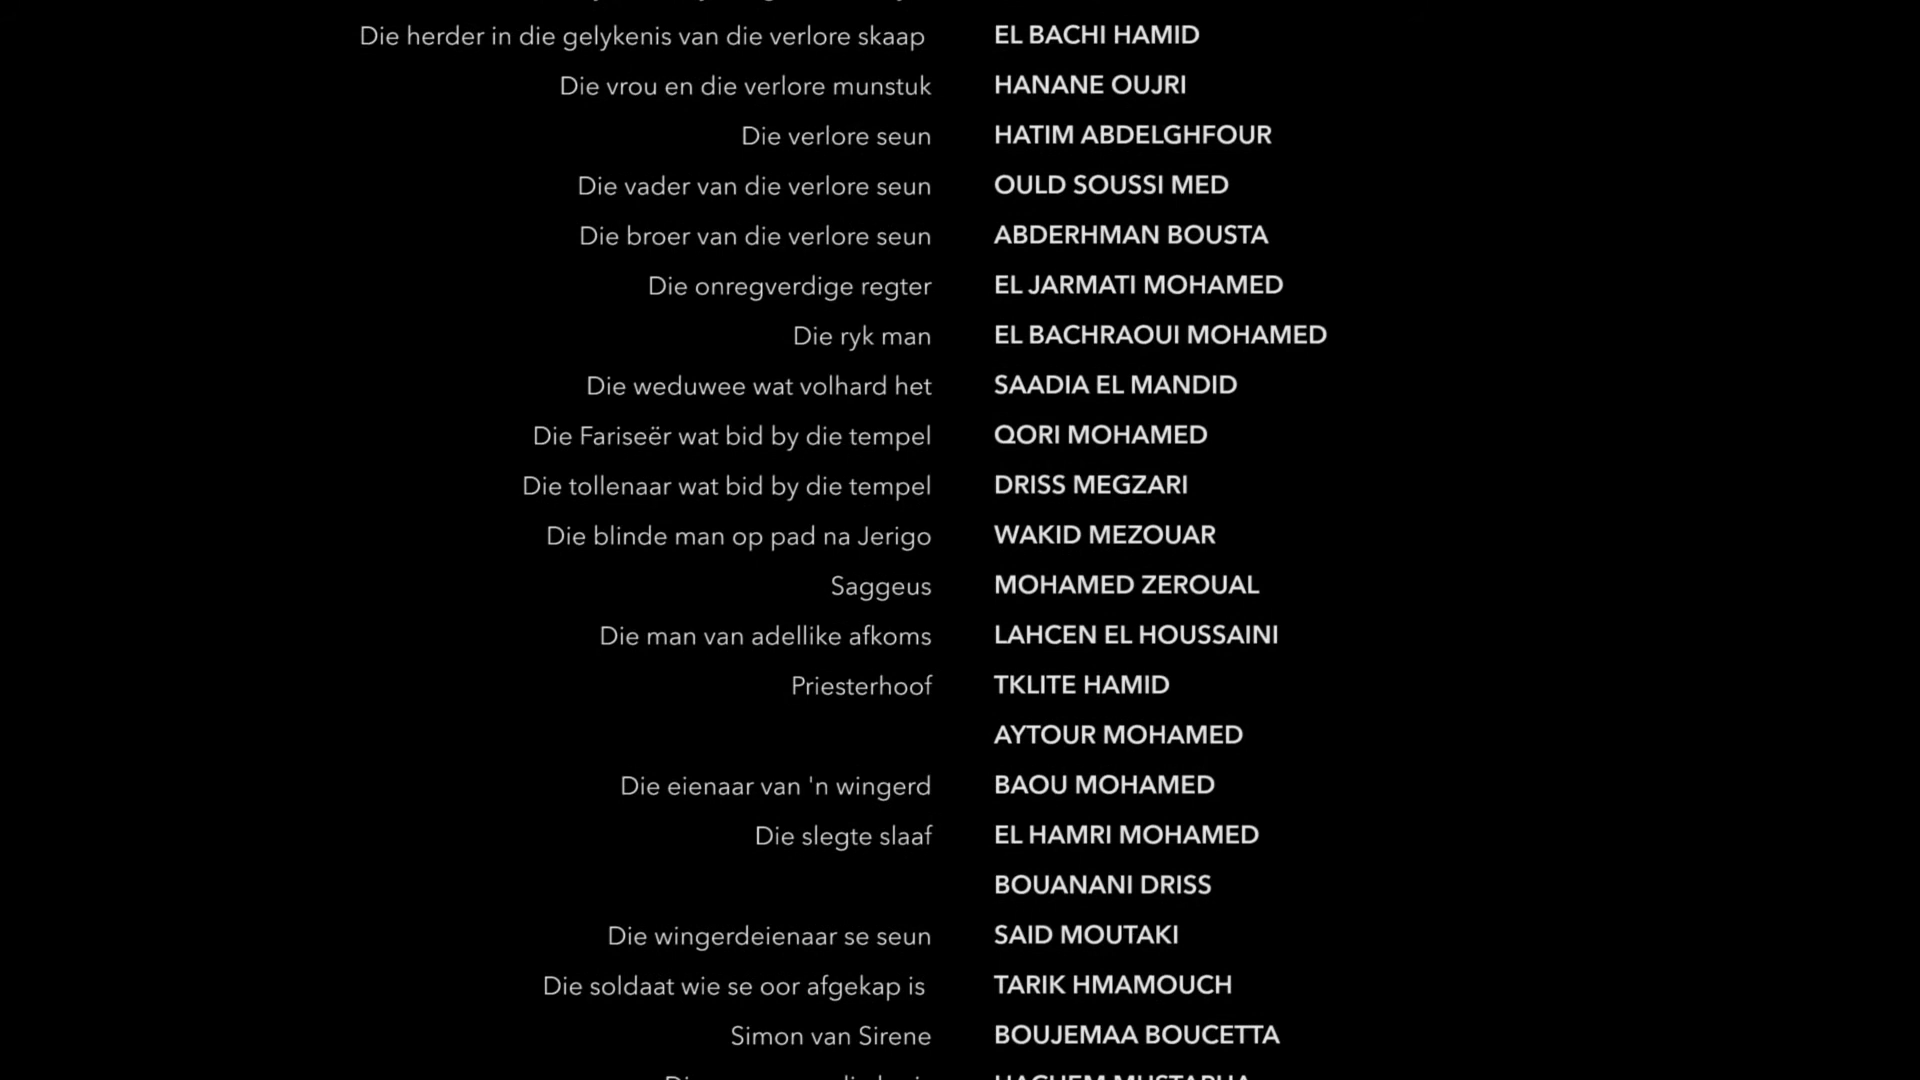 Die herder in die gelykenis van die verlore skaap EL BACHI HAMID
Die vrou en die verlore munstuk HANANE OUJRI
Die verlore seun HATIM ABDELGHFOUR
Die vader van die verlore seun OULD SOUSSI MED
Die broer van die verlore seun ABDERHMAN BOUSTA
Die onregverdige regter EL JARMATI MOHAMED
Die ryk man EL BACHRAOUI MOHAMED
Die weduwee wat volhard het SAADIA EL MANDID
Die Fariseër wat bid by die tempel QORI MOHAMED
Die tollenaar wat bid by die tempel DRISS MEGZARI
Die blinde man op pad na Jerigo WAKID MEZOUAR
Saggeus MOHAMED ZEROUAL
Die man van adellike afkoms LAHCEN EL HOUSSAINI
Priesterhoof TKLITE HAMID
AYTOUR MOHAMED
Die eienaar van 'n wingerd BAOU MOHAMED
Die slegte slaaf EL HAMRI MOHAMED
BOUANANI DRISS
Die wingerdeienaar se seun SAID MOUTAKI
Die soldaat wie se oor afgekap is TARIK HMAMOUCH
Simon van Sirene BOUJEMAA BOUCETTA
HACHEM MUSTAPHA